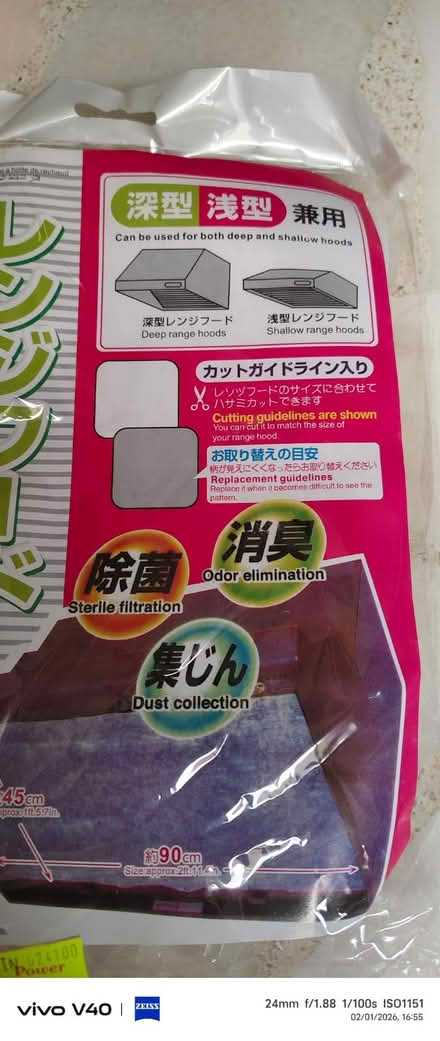 レンジフード
深型 浅型 兼用
Can be used for both deep and shallow hoods
深型レンジフード
Deep range hoods
浅型レンジフード
Shallow range hoods
カットガイドライン入り
レンジフードのサイズに合わせて
ハサミカットできます
Cutting guidelines are shown
You can cut it to match the size of
your range hood.
お取り替えの目安
柄が見えにくくなったらお取り替えください
Replacement guidelines
Replace it when it becomes difficult to see the
pattern.
消臭
Odor elimination
除菌
Sterile filtration
集じん
Dust collection
45cm
約90cm
Size:approx.2ft.11.
Power
vivo V40 | ZEISS
24mm f/1.88 1/100s ISO1151
02/01/2026, 16:55